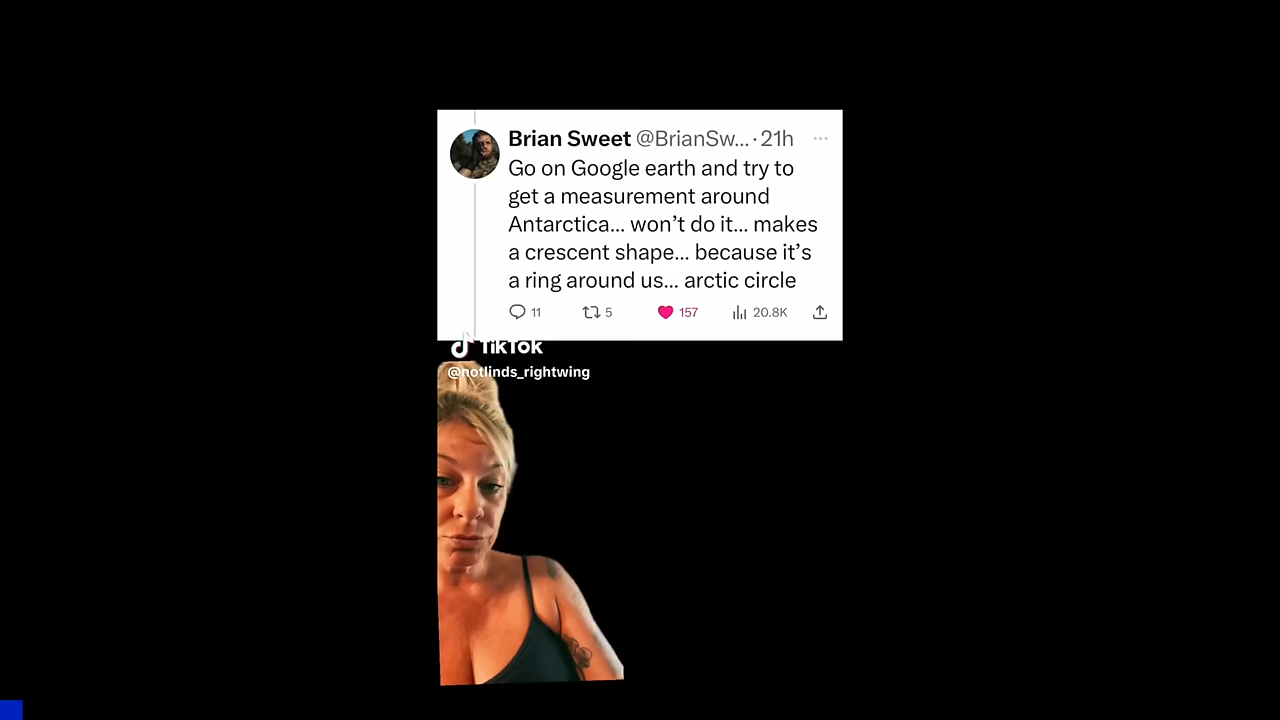 Brian Sweet @BrianSw... · 21h ...
Go on Google earth and try to
get a measurement around
Antarctica... won’t do it... makes
a crescent shape... because it’s
a ring around us... arctic circle
11 5 157 20.8K
TikTok
@notlinds_rightwing